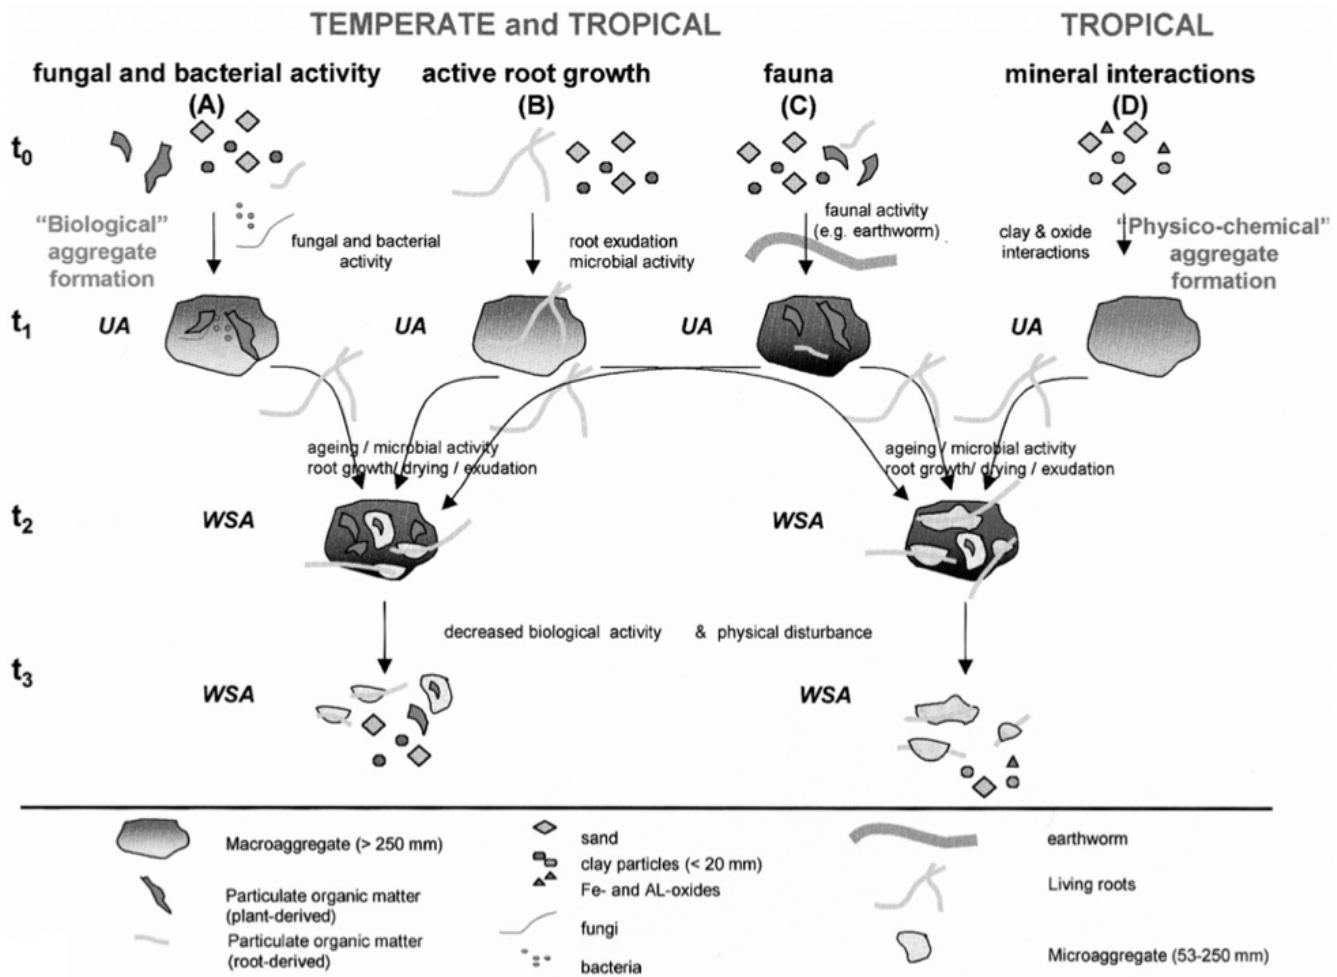 TEMPERATE and TROPICAL
TROPICAL
fungal and bacterial activity
(A)
active root growth
(B)
fauna
(C)
mineral interactions
(D)
t0
"Biological"
aggregate
formation
fungal and bacterial
activity
root exudation
microbial activity
faunal activity
(e.g. earthworm)
clay & oxide
interactions
"Physico-chemical"
aggregate
formation
t1
UA
UA
UA
UA
ageing / microbial activity
root growth/ drying / exudation
ageing / microbial activity
root growth/ drying / exudation
t2
WSA
WSA
decreased biological activity & physical disturbance
t3
WSA
WSA
Macroaggregate (> 250 mm)
Particulate organic matter
(plant-derived)
Particulate organic matter
(root-derived)
sand
clay particles (< 20 mm)
Fe- and AL-oxides
fungi
bacteria
earthworm
Living roots
Microaggregate (53-250 mm)